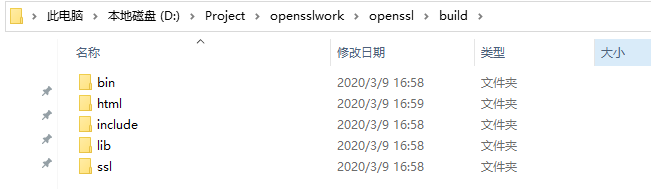 此电脑 > 本地磁盘 (D:) > Project > opensslwork > openssl > build >
名称 修改日期 类型 大小
bin 2020/3/9 16:58 文件夹
html 2020/3/9 16:59 文件夹
include 2020/3/9 16:58 文件夹
lib 2020/3/9 16:58 文件夹
ssl 2020/3/9 16:58 文件夹